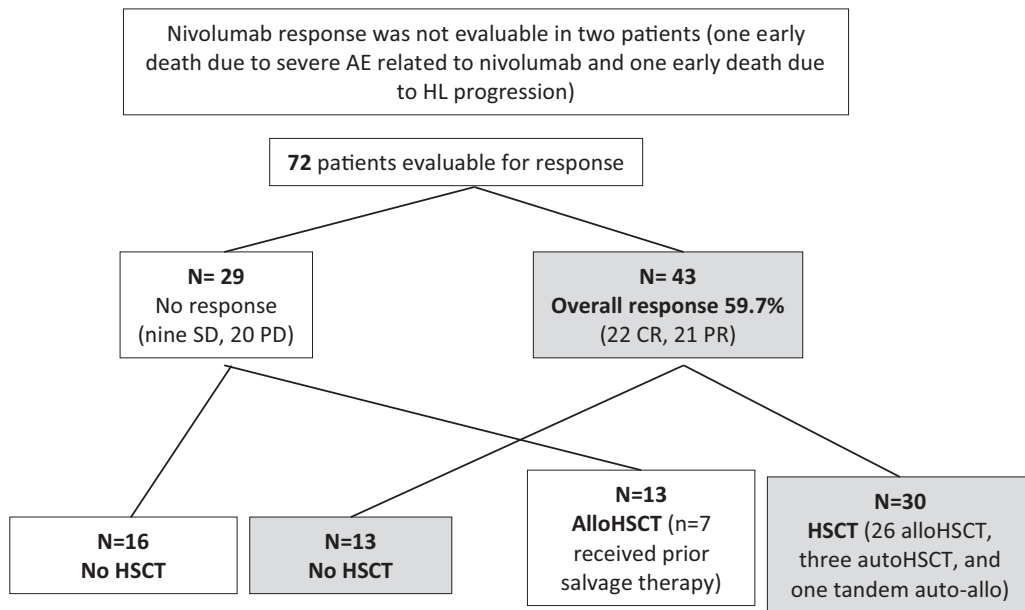 Nivolumab response was not evaluable in two patients (one early
death due to severe AE related to nivolumab and one early death due
to HL progression)
72 patients evaluable for response
N= 29
No response
(nine SD, 20 PD)
N= 43
Overall response 59.7%
(22 CR, 21 PR)
N=16
No HSCT
N=13
No HSCT
N=13
AlloHSCT (n=7
received prior
salvage therapy)
N=30
HSCT (26 alloHSCT,
three autoHSCT, and
one tandem auto-allo)